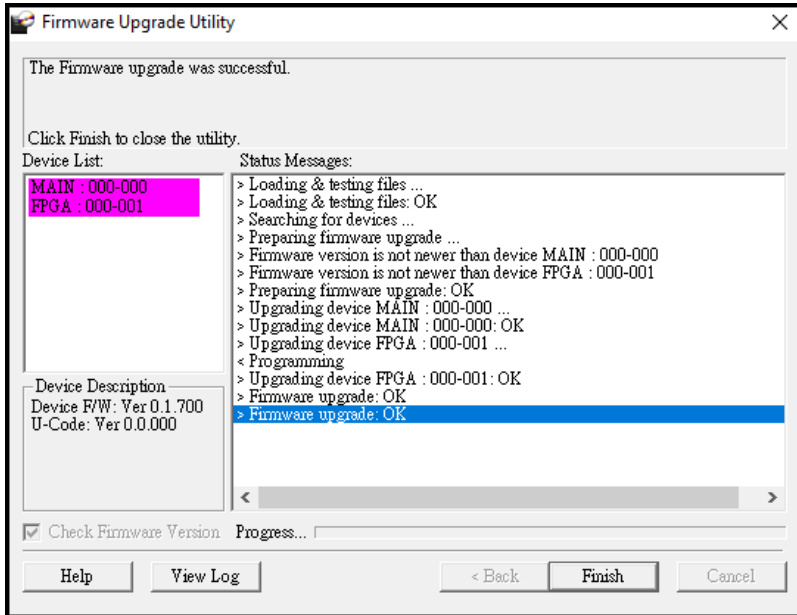 Firmware Upgrade Utility
The Firmware upgrade was successful.
Click Finish to close the utility.
Device List:
MAIN : 000-000
FPGA : 000-001
Status Messages:
> Loading & testing files ...
> Loading & testing files: OK
> Searching for devices ...
> Preparing firmware upgrade ...
> Firmware version is not newer than device MAIN : 000-000
> Firmware version is not newer than device FPGA : 000-001
> Preparing firmware upgrade: OK
> Upgrading device MAIN : 000-000 ...
> Upgrading device MAIN : 000-000: OK
> Upgrading device FPGA : 000-001 ...
< Programming
> Upgrading device FPGA : 000-001: OK
> Firmware upgrade: OK
> Firmware upgrade: OK
Device Description
Device F/W: Ver 0.1.700
U-Code: Ver 0.0.000
Check Firmware Version
Progress...
Help
View Log
< Back
Finish
Cancel